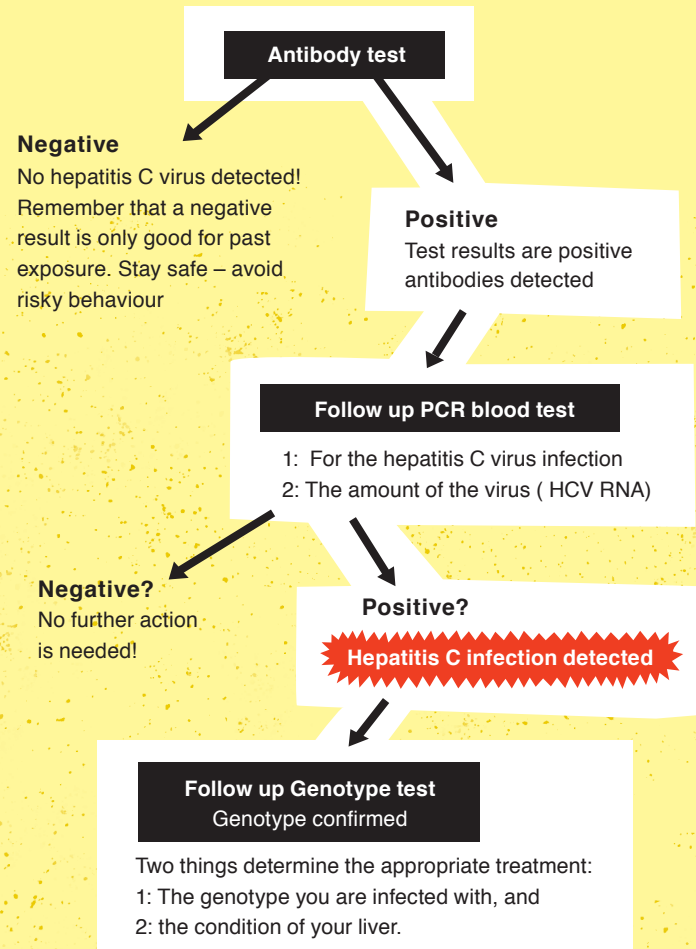 Antibody test
Negative
No hepatitis C virus detected!
Remember that a negative
result is only good for past
exposure. Stay safe – avoid
risky behaviour
Positive
Test results are positive
antibodies detected
Follow up PCR blood test
1: For the hepatitis C virus infection
2: The amount of the virus ( HCV RNA)
Negative?
No further action
is needed!
Positive?
Hepatitis C infection detected
Follow up Genotype test
Genotype confirmed
Two things determine the appropriate treatment:
1: The genotype you are infected with, and
2: the condition of your liver.